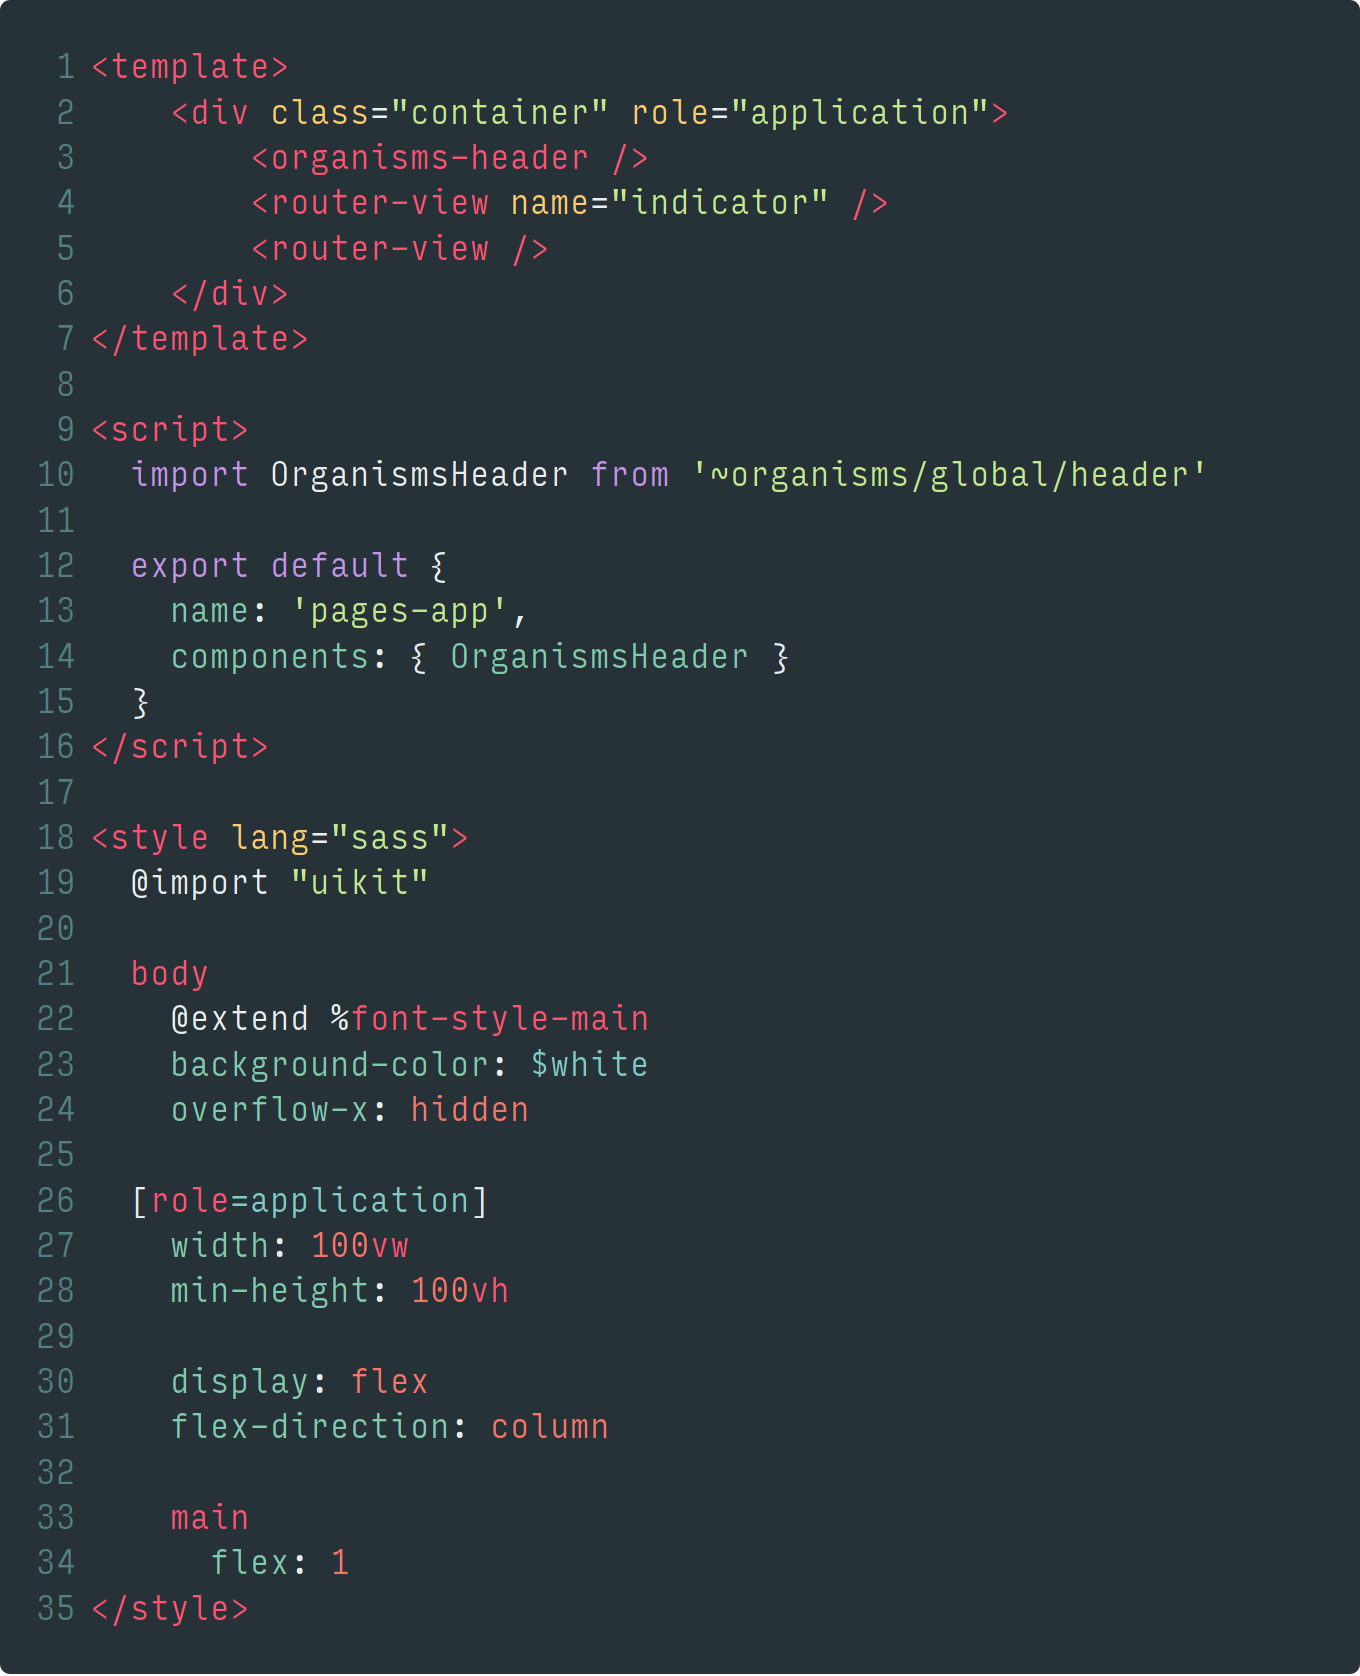 1 <template>
2     <div class="container" role="application">
3         <organisms-header />
4         <router-view name="indicator" />
5         <router-view />
6     </div>
7 </template>
8
9 <script>
10   import OrganismsHeader from '~organisms/global/header'
11
12   export default {
13     name: 'pages-app',
14     components: { OrganismsHeader }
15   }
16 </script>
17
18 <style lang="sass">
19   @import "uikit"
20
21   body
22     @extend %font-style-main
23     background-color: $white
24     overflow-x: hidden
25
26   [role=application]
27     width: 100vw
28     min-height: 100vh
29
30     display: flex
31     flex-direction: column
32
33     main
34       flex: 1
35 </style>